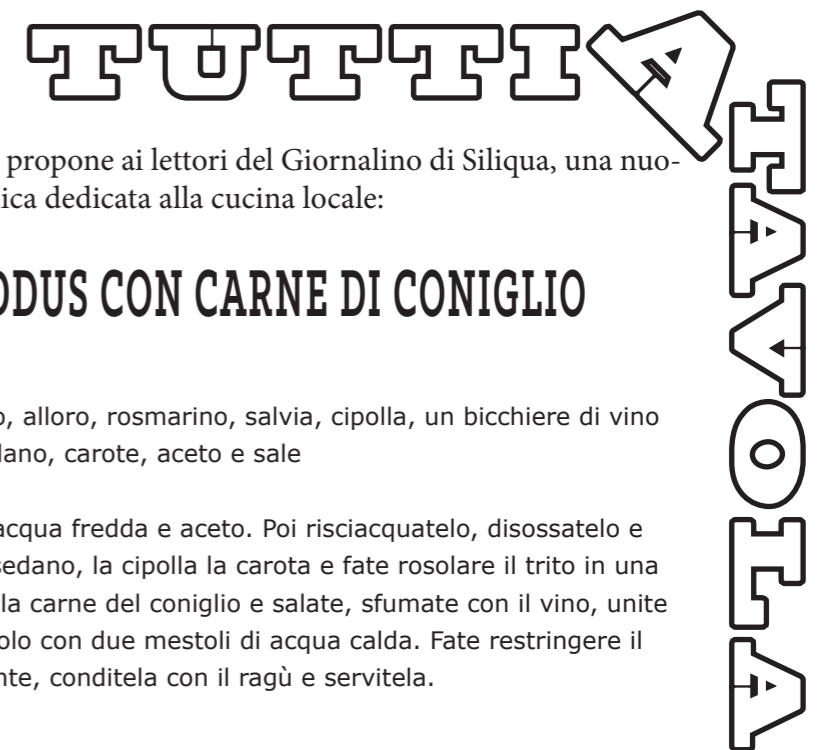 TUTTI A TAVOLA
propone ai lettori del Giornalino di Siliqua, una nuo-
ica dedicata alla cucina locale:
ODUS CON CARNE DI CONIGLIO
o, alloro, rosmarino, salvia, cipolla, un bicchiere di vino
lano, carote, aceto e sale
acqua fredda e aceto. Poi risciacquatelo, disossatelo e
sedano, la cipolla la carota e fate rosolare il trito in una
la carne del coniglio e salate, sfumate con il vino, unite
olo con due mestoli di acqua calda. Fate restringere il
nte, conditela con il ragù e servitela.